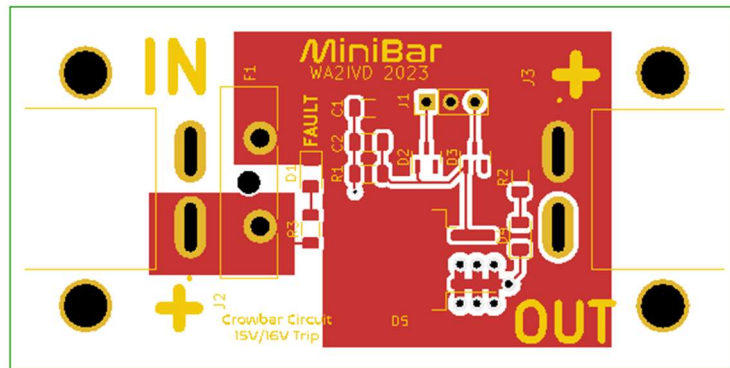 IN
MiniBar
WA2IVD 2023
F1
J3
+
J1
FAULT
C1
C2
D2
D3
D1
R1
R2
R3
D4
+
J2
Crowbar Circuit
15V/16V Trip
D5
OUT